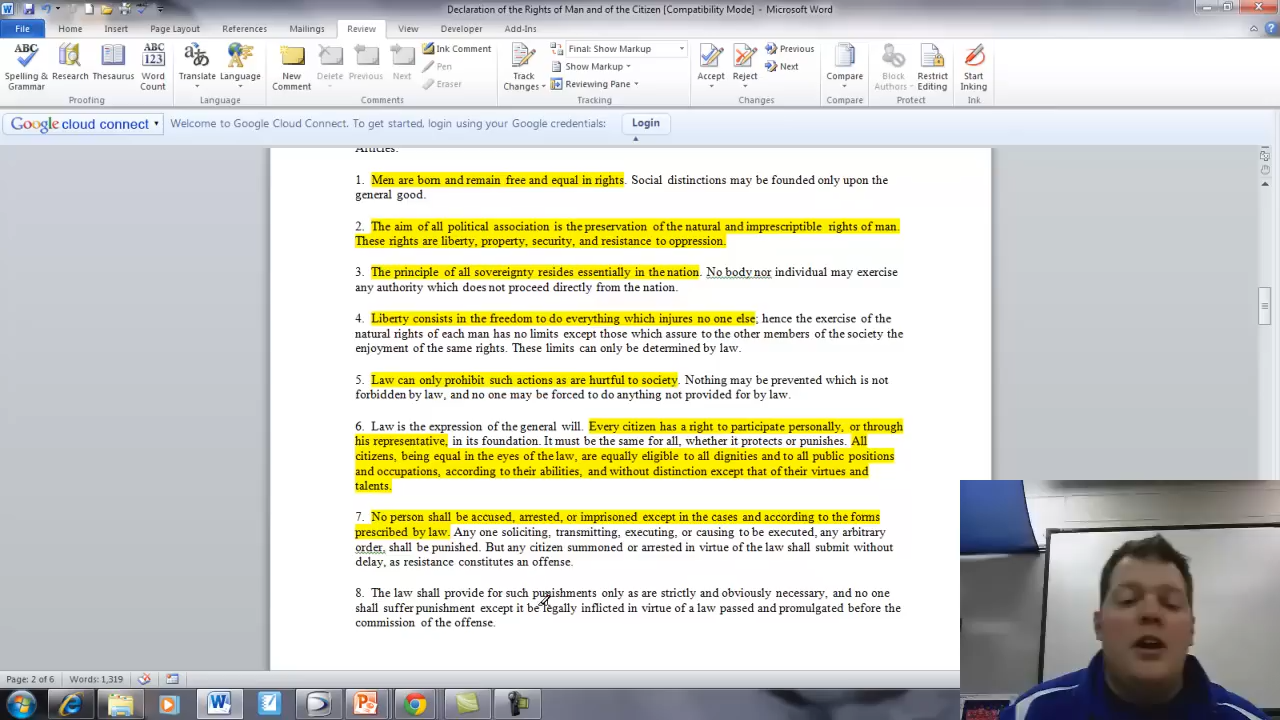 Declaration of the Rights of Man and of the Citizen [Compatibility Mode] - Microsoft Word
File Home Insert Page Layout References Mailings Review View Developer Add-Ins
Spelling & Grammar
Research
Thesaurus
Word Count
Translate
Language
New Comment
Delete
Previous
Next
Ink Comment
Pen
Eraser
Track Changes
Final: Show Markup
Show Markup
Reviewing Pane
Accept
Reject
Previous
Next
Compare
Block Authors
Restrict Editing
Start Inking
Proofing Language Comments Tracking Changes Compare Protect Ink
Google cloud connect Welcome to Google Cloud Connect. To get started, login using your Google credentials: Login
Articles:
1. Men are born and remain free and equal in rights. Social distinctions may be founded only upon the
general good.
2. The aim of all political association is the preservation of the natural and imprescriptible rights of man.
These rights are liberty, property, security, and resistance to oppression.
3. The principle of all sovereignty resides essentially in the nation. No body nor individual may exercise
any authority which does not proceed directly from the nation.
4. Liberty consists in the freedom to do everything which injures no one else; hence the exercise of the
natural rights of each man has no limits except those which assure to the other members of the society the
enjoyment of the same rights. These limits can only be determined by law.
5. Law can only prohibit such actions as are hurtful to society. Nothing may be prevented which is not
forbidden by law, and no one may be forced to do anything not provided for by law.
6. Law is the expression of the general will. Every citizen has a right to participate personally, or through
his representative, in its foundation. It must be the same for all, whether it protects or punishes. All
citizens, being equal in the eyes of the law, are equally eligible to all dignities and to all public positions
and occupations, according to their abilities, and without distinction except that of their virtues and
talents.
7. No person shall be accused, arrested, or imprisoned except in the cases and according to the forms
prescribed by law. Any one soliciting, transmitting, executing, or causing to be executed, any arbitrary
order, shall be punished. But any citizen summoned or arrested in virtue of the law shall submit without
delay, as resistance constitutes an offense.
8. The law shall provide for such punishments only as are strictly and obviously necessary, and no one
shall suffer punishment except it be legally inflicted in virtue of a law passed and promulgated before the
commission of the offense.
Page: 2 of 6 Words: 1,319